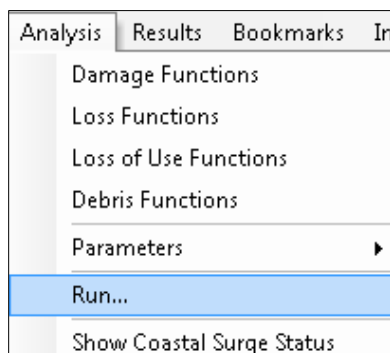 Analysis Results Bookmarks In
Damage Functions
Loss Functions
Loss of Use Functions
Debris Functions
Parameters
Run...
Show Coastal Surge Status